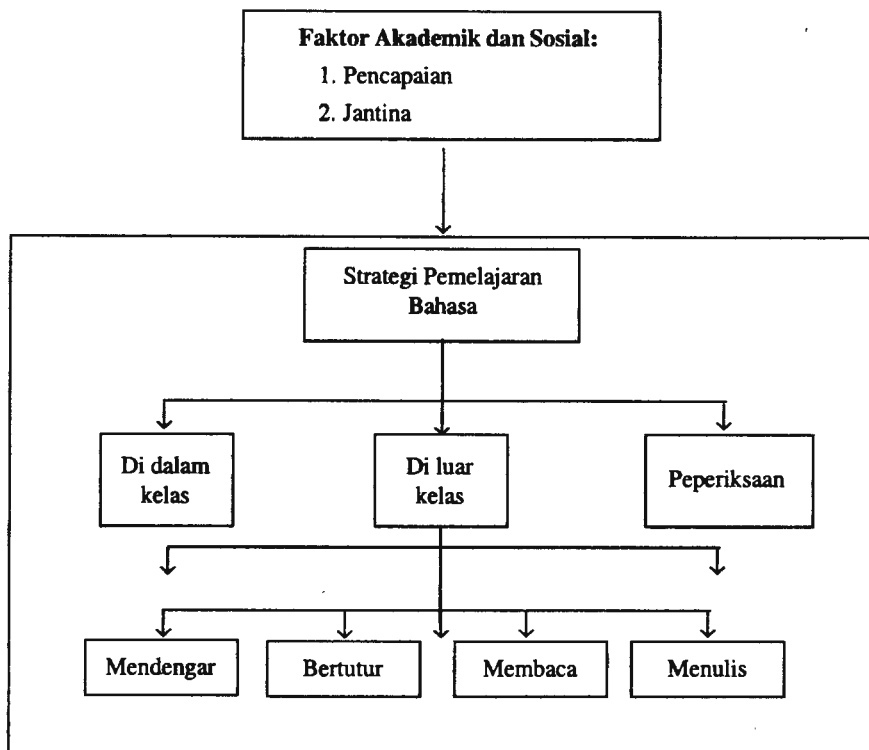 Faktor Akademik dan Sosial:
1. Pencapaian
2. Jantina
Strategi Pemelajaran
Bahasa
Di dalam
kelas
Di luar
kelas
Peperiksaan
Mendengar
Bertutur
Membaca
Menulis